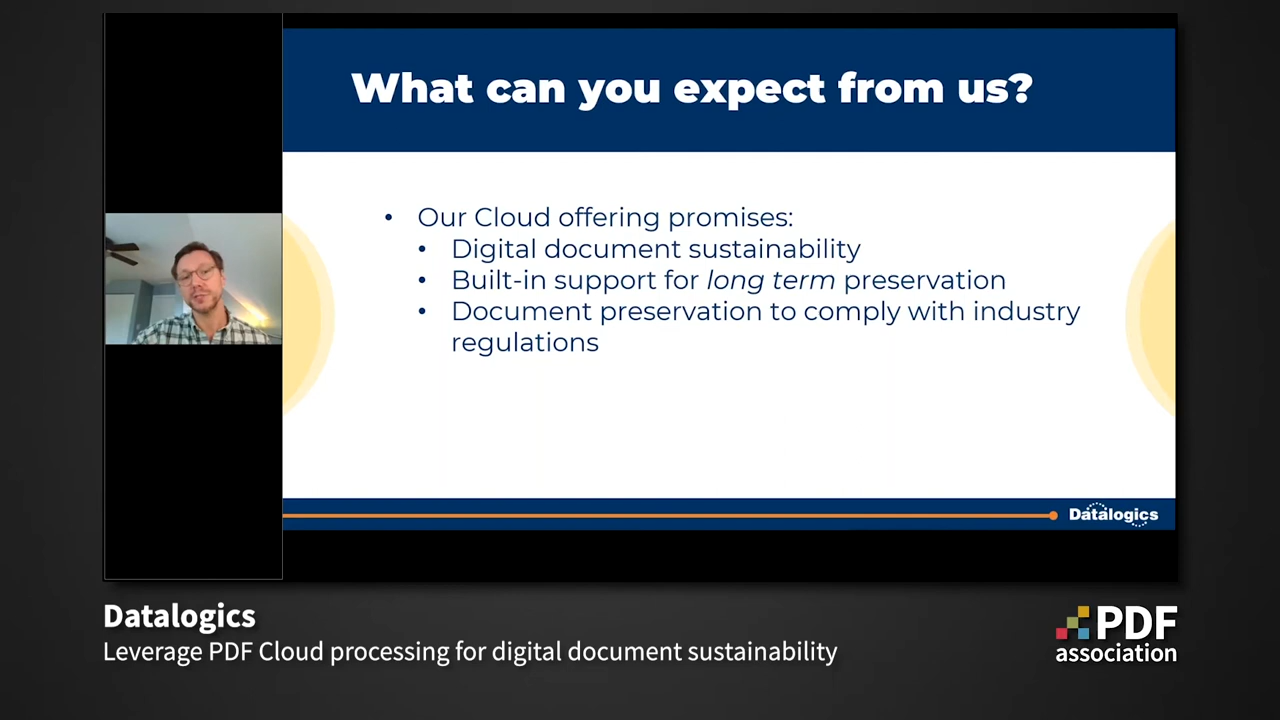 What can you expect from us?
• Our Cloud offering promises:
• Digital document sustainability
• Built-in support for long term preservation
• Document preservation to comply with industry
regulations
Datalogics
Datalogics
Leverage PDF Cloud processing for digital document sustainability
PDF
association